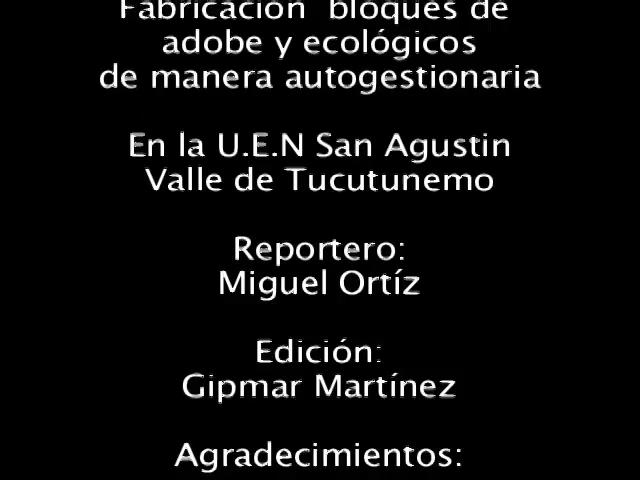 Fabricación bloques de
adobe y ecológicos
de manera autogestionaria
En la U.E.N San Agustin
Valle de Tucutunemo
Reportero:
Miguel Ortíz
Edición:
Gipmar Martínez
Agradecimientos: